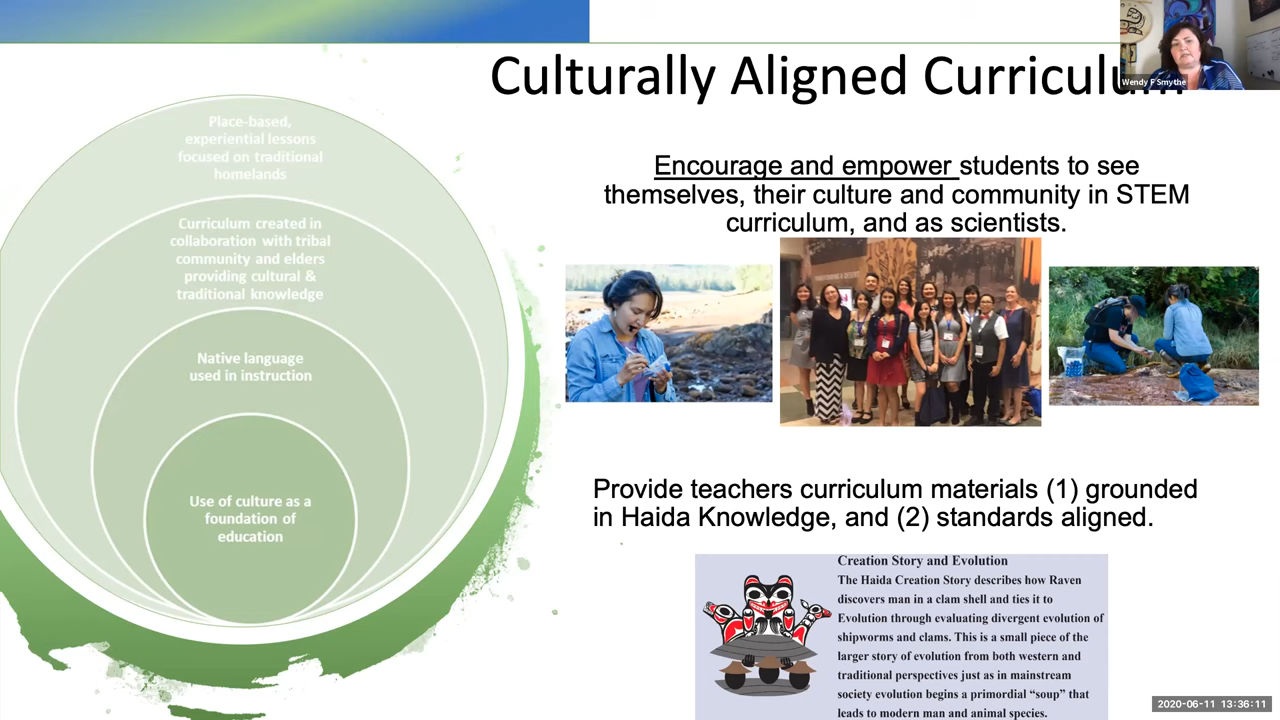 Culturally Aligned Curriculum
Wendy F Smythe
Place-based,
experiential lessons
focused on traditional
homelands
Curriculum created in
collaboration with tribal
community and elders
providing cultural &
traditional knowledge
Native language
used in instruction
Use of culture as a
foundation of
education
Encourage and empower students to see
themselves, their culture and community in STEM
curriculum, and as scientists.
Provide teachers curriculum materials (1) grounded
in Haida Knowledge, and (2) standards aligned.
Creation Story and Evolution
The Haida Creation Story describes how Raven
discovers man in a clam shell and ties it to
Evolution through evaluating divergent evolution of
shipworms and clams. This is a small piece of the
larger story of evolution from both western and
traditional perspectives just as in mainstream
society evolution begins a primordial “soup” that
leads to modern man and animal species.
2020-06-11 13:36:11